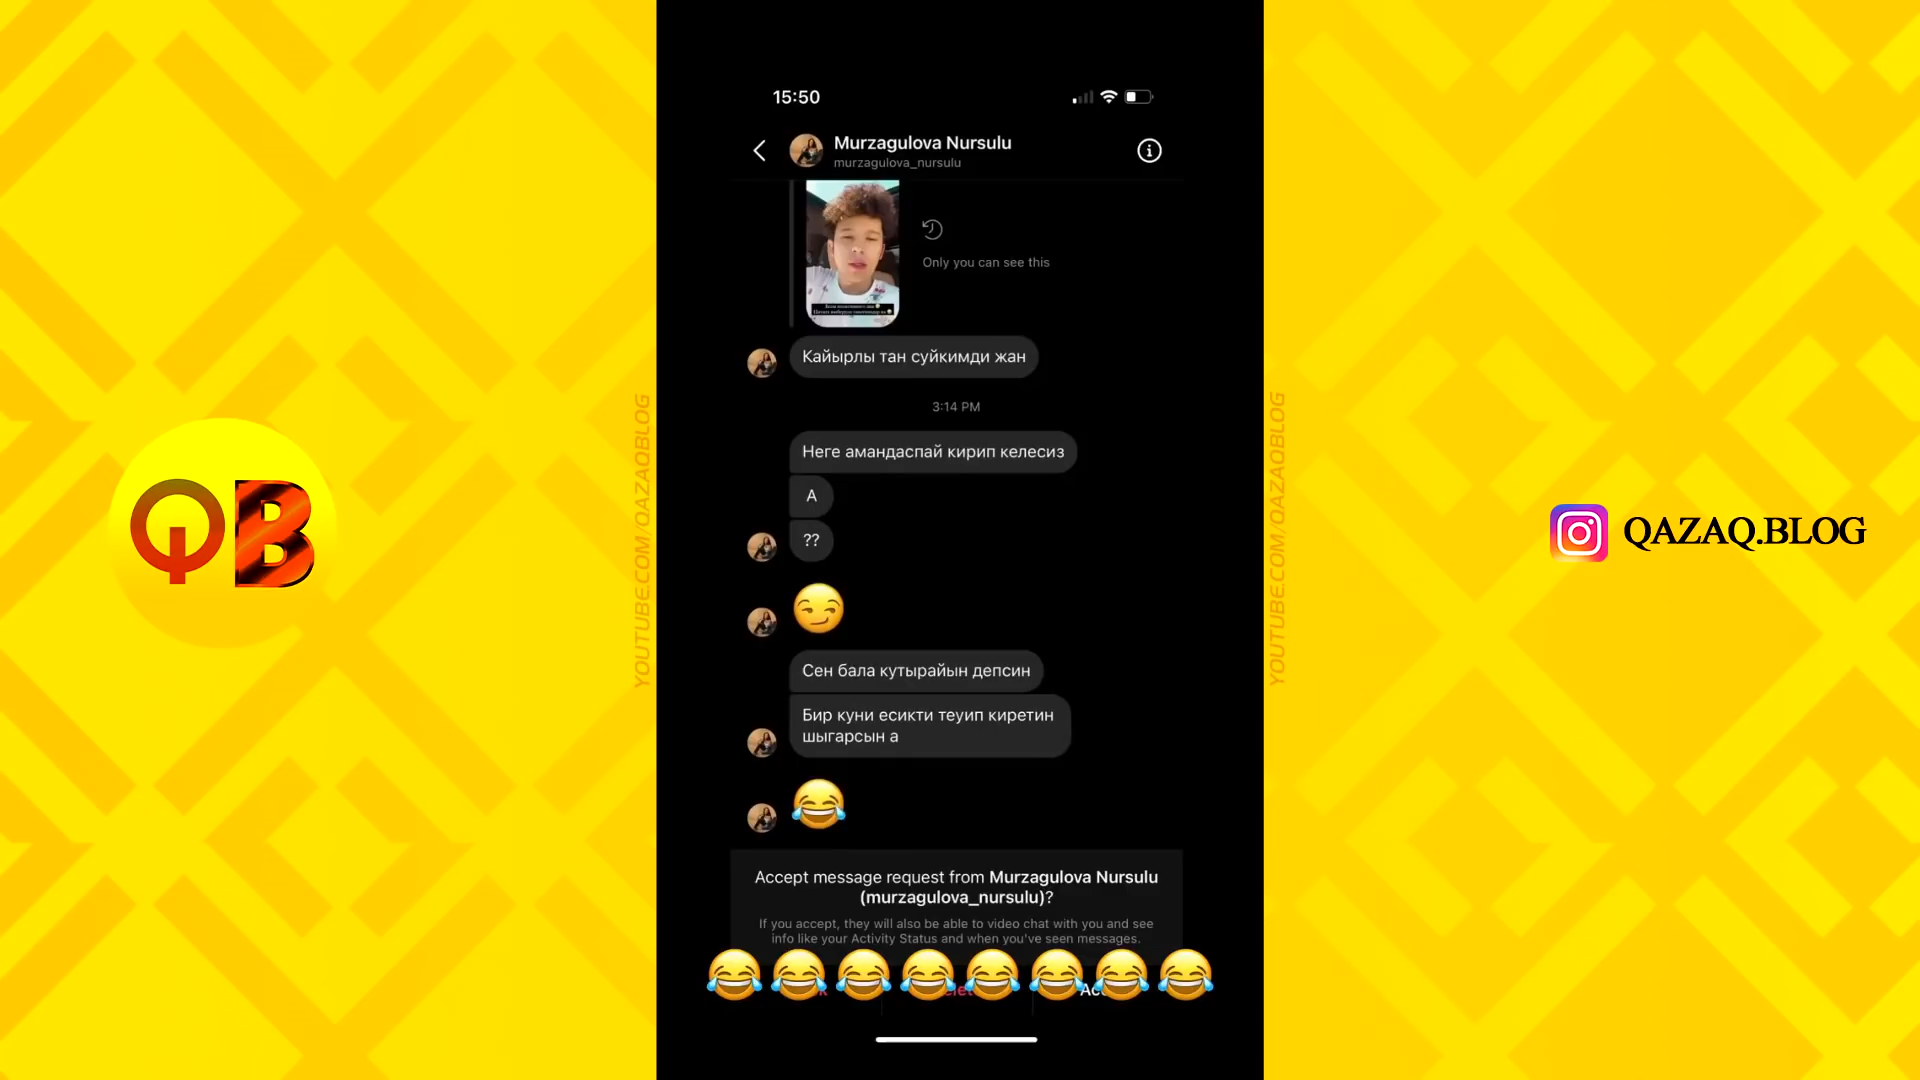 15:50
Murzagulova Nursulu
murzagulova_nursulu
Only you can see this
Кайырлы тан суйкимди жан
3:14 PM
Неге амандаспай кирип келесиз
А
??
Сен бала кутырайын депсин
Бир куни есикти теуип киретин
шыгарсын а
Accept message request from Murzagulova Nursulu
(murzagulova_nursulu)?
If you accept, they will also be able to video chat with you and see
info like your Activity Status and when you've seen messages.
QB
YOUTUBE.COM/QAZAQBLOG
YOUTUBE.COM/QAZAQBLOG
QAZAQ.BLOG